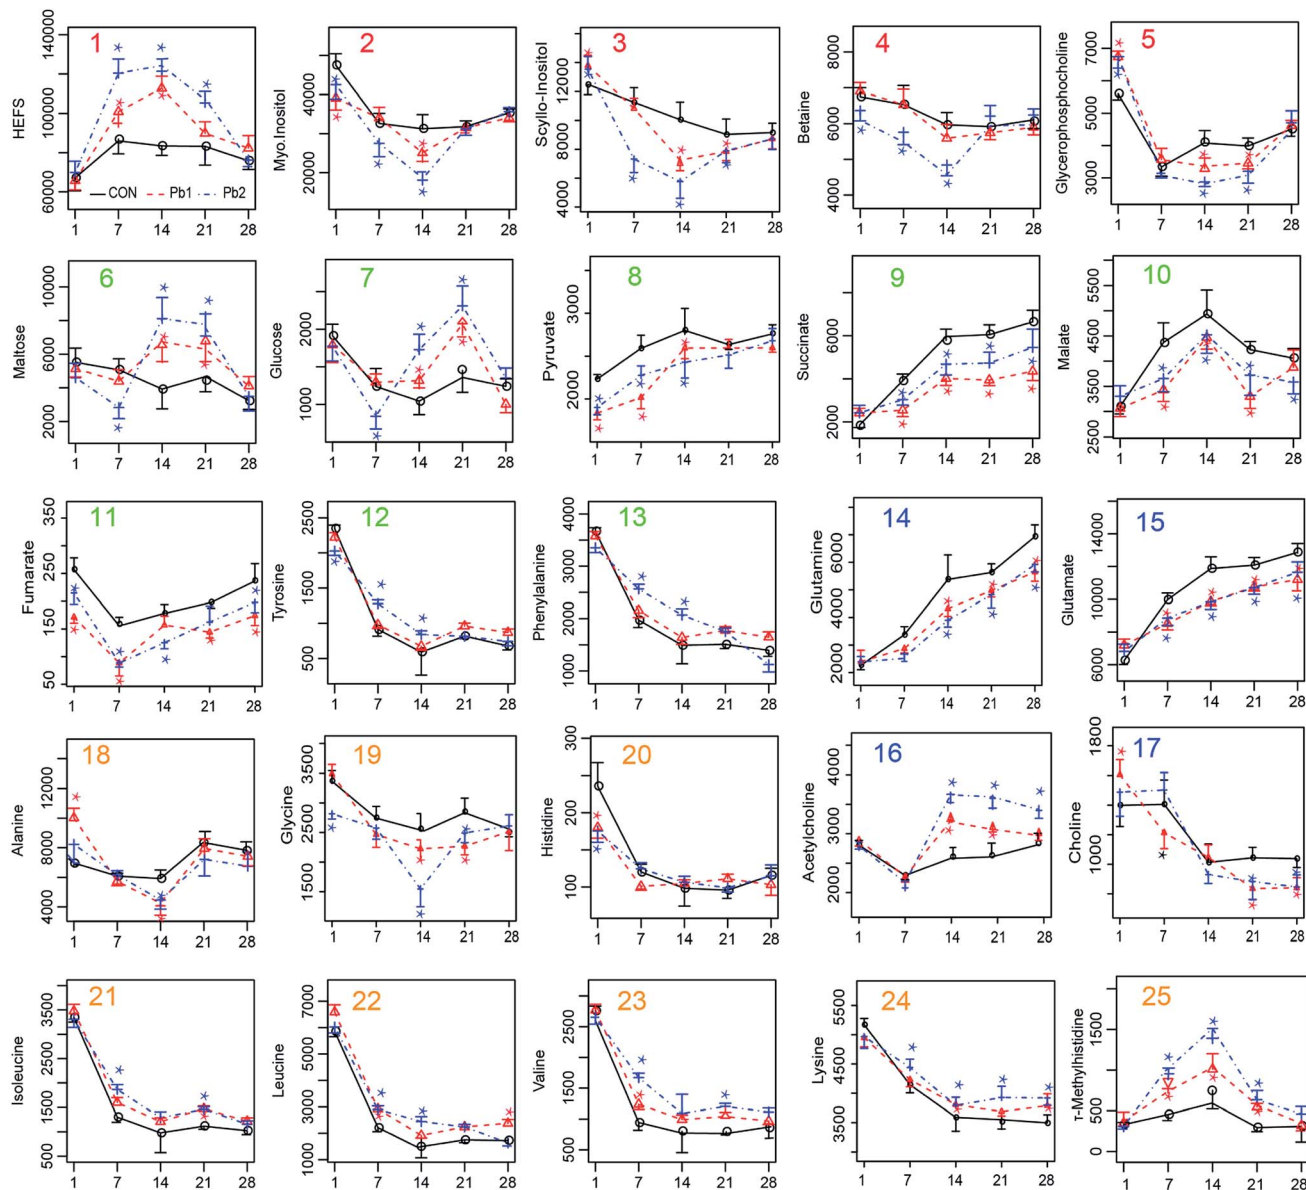 1
HEFS
60000 80000 100000 140000
CON Pb1 Pb2
1 7 14 21 28
2
Myo.Inositol
20000 40000
1 7 14 21 28
3
Scyllo-Inositol
4000 6000 8000 12000
1 7 14 21 28
4
Betaine
4000 6000 8000
1 7 14 21 28
5
Glycerophosphocholine
3000 5000 7000
1 7 14 21 28
6
Maltose
2000 6000 10000
1 7 14 21 28
7
Glucose
1000 2000
1 7 14 21 28
8
Pyruvate
2000 3000
1 7 14 21 28
9
Succinate
2000 6000
1 7 14 21 28
10
Malate
2500 3500 4500 5500
1 7 14 21 28
11
Fumarate
50 150 250 350
1 7 14 21 28
12
Tyrosine
500 1500 2500
1 7 14 21 28
13
Phenylanine
1000 2000 3000 4000
1 7 14 21 28
14
Glutamine
2000 4000 6000 8000
1 7 14 21 28
15
Glutamate
6000 10000 14000
1 7 14 21 28
18
Alanine
4000 8000 12000
1 7 14 21 28
19
Glycine
1500 2500 3500
1 7 14 21 28
20
Histidine
100 200 300
1 7 14 21 28
16
Acetylcholine
2000 3000 4000
1 7 14 21 28
17
Choline
1000 1800
1 7 14 21 28
21
Isoleucine
500 1500 2500 3500
1 7 14 21 28
22
Leucine
1000 3000 5000 7000
1 7 14 21 28
23
Valine
500 1500 2500
1 7 14 21 28
24
Lysine
3500 4500 5500
1 7 14 21 28
25
τ-Methylhistidine
0 500 1500
1 7 14 21 28